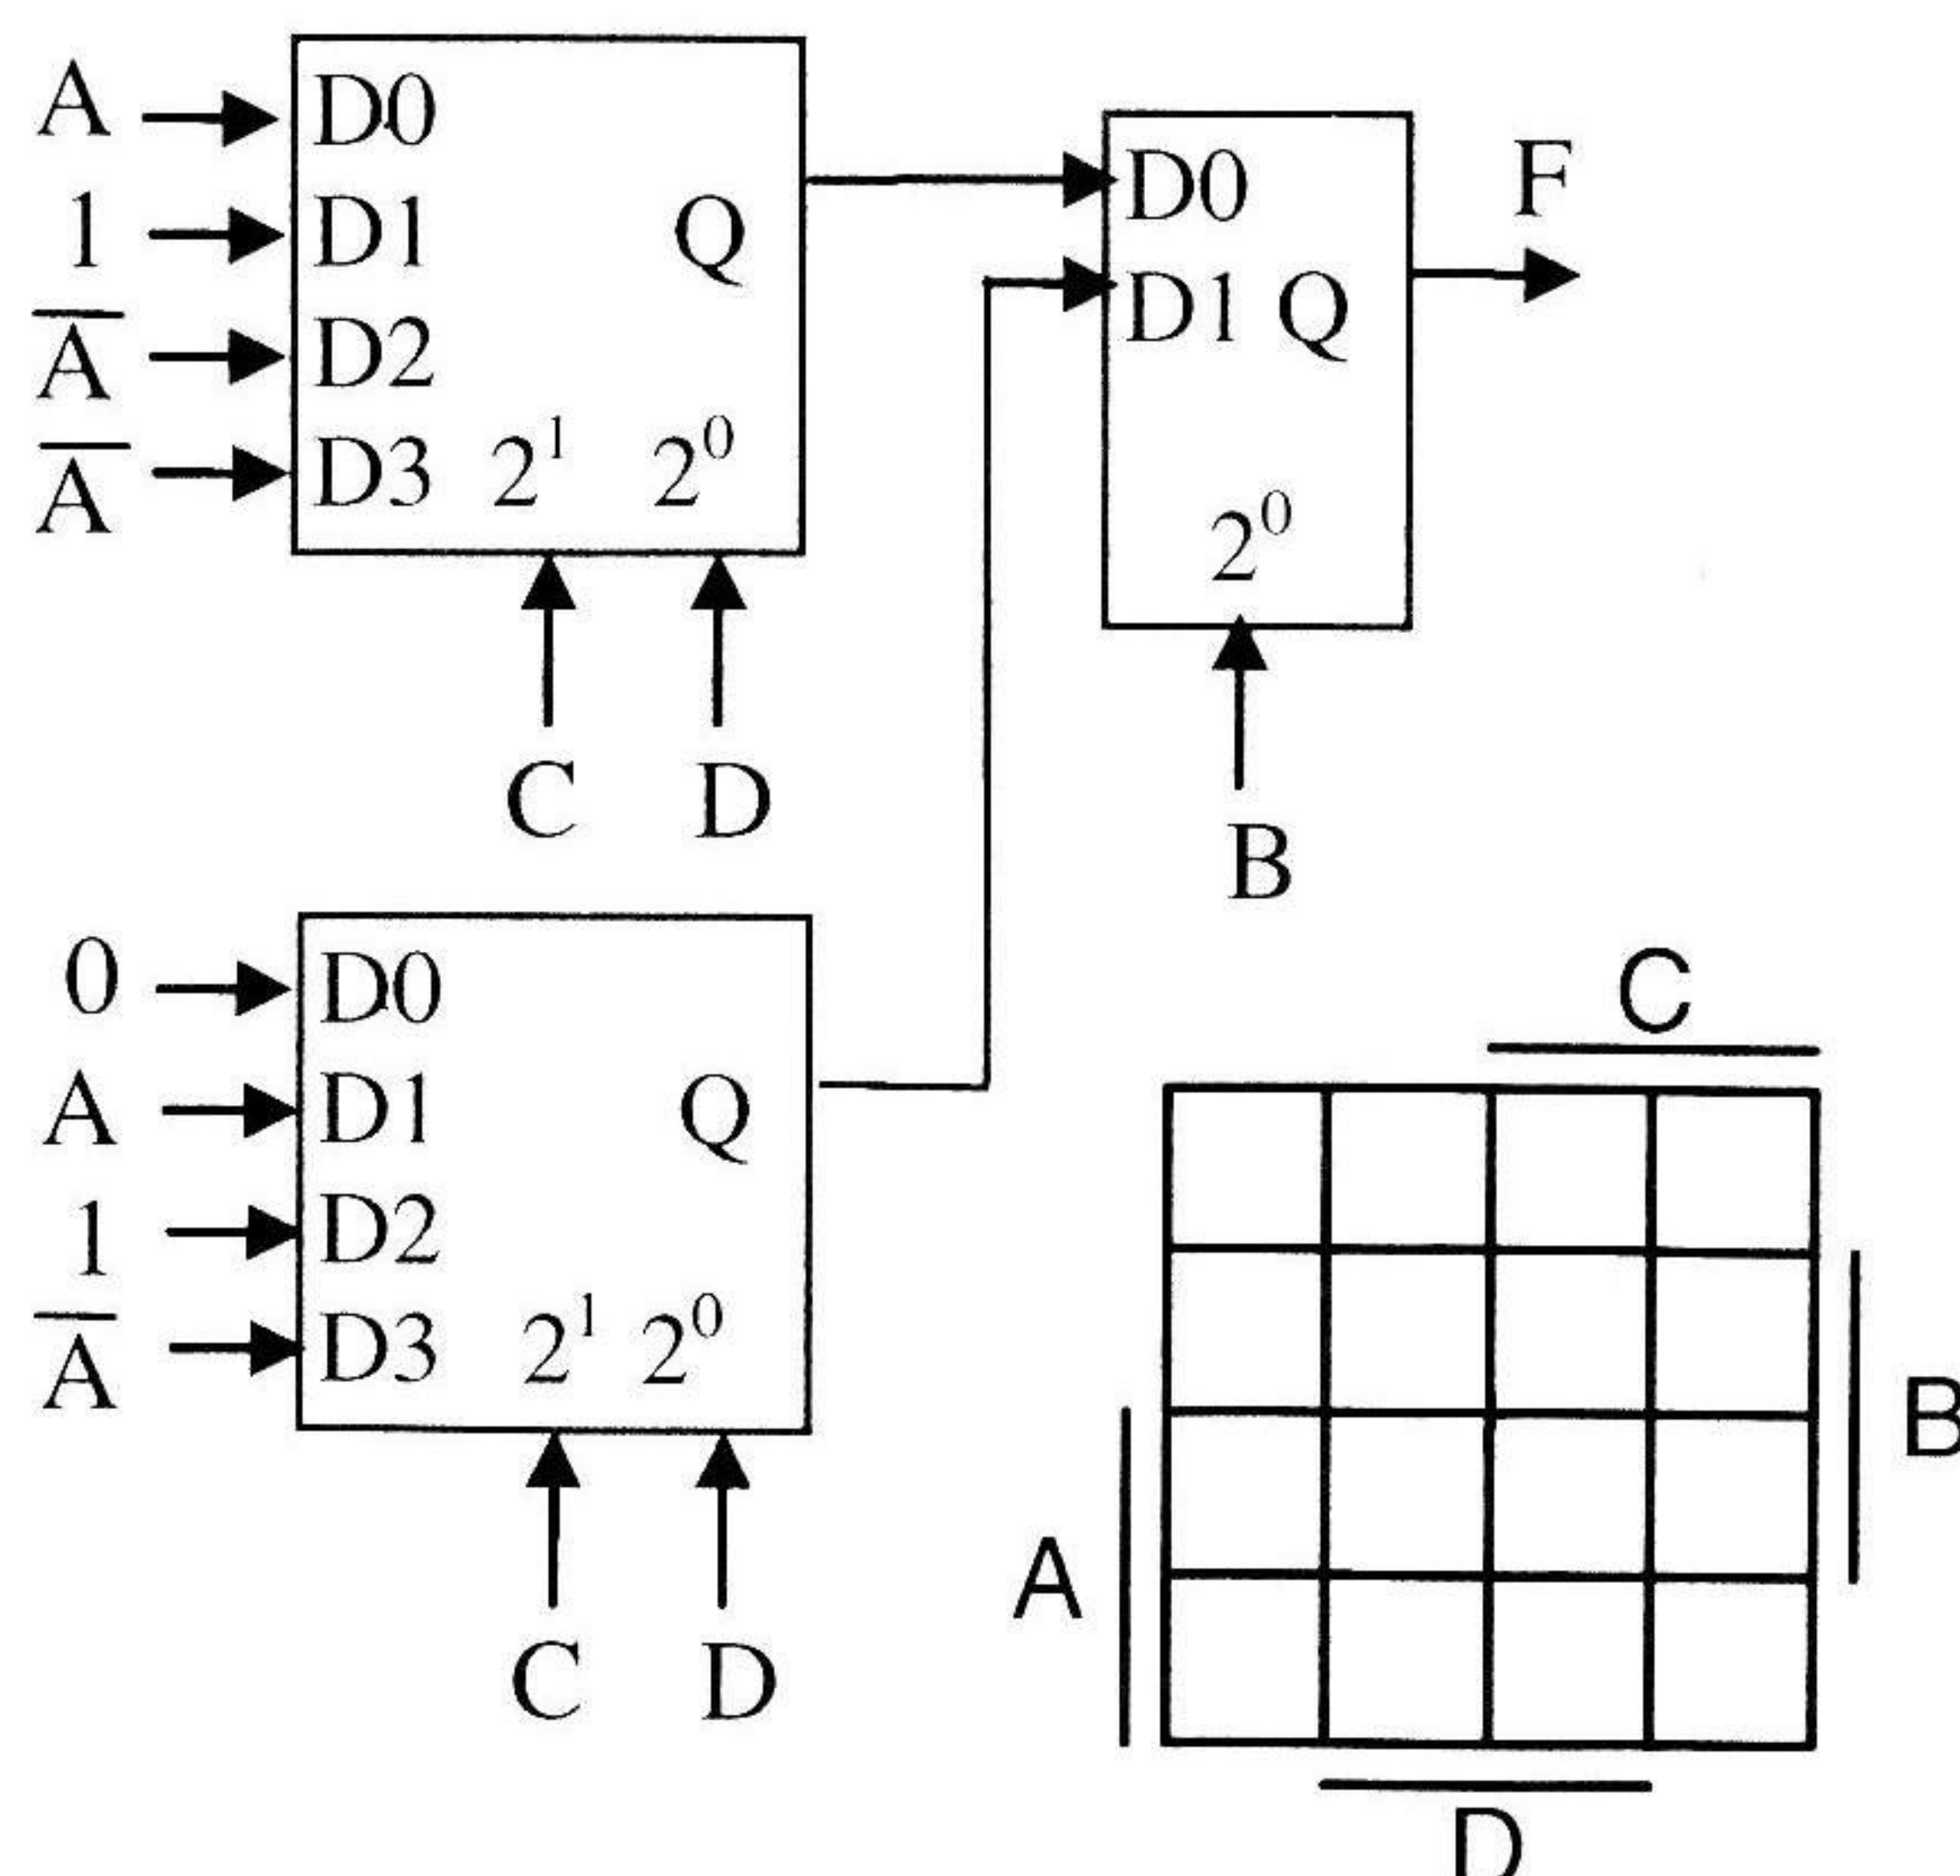 A D0
1 D1 Q
A̅ D2
A̅ D3 2¹ 2⁰
C D
D0 F
D1 Q
2⁰
B
0 D0
A D1 Q
1 D2
A̅ D3 2¹ 2⁰
C D
C
B
A
D